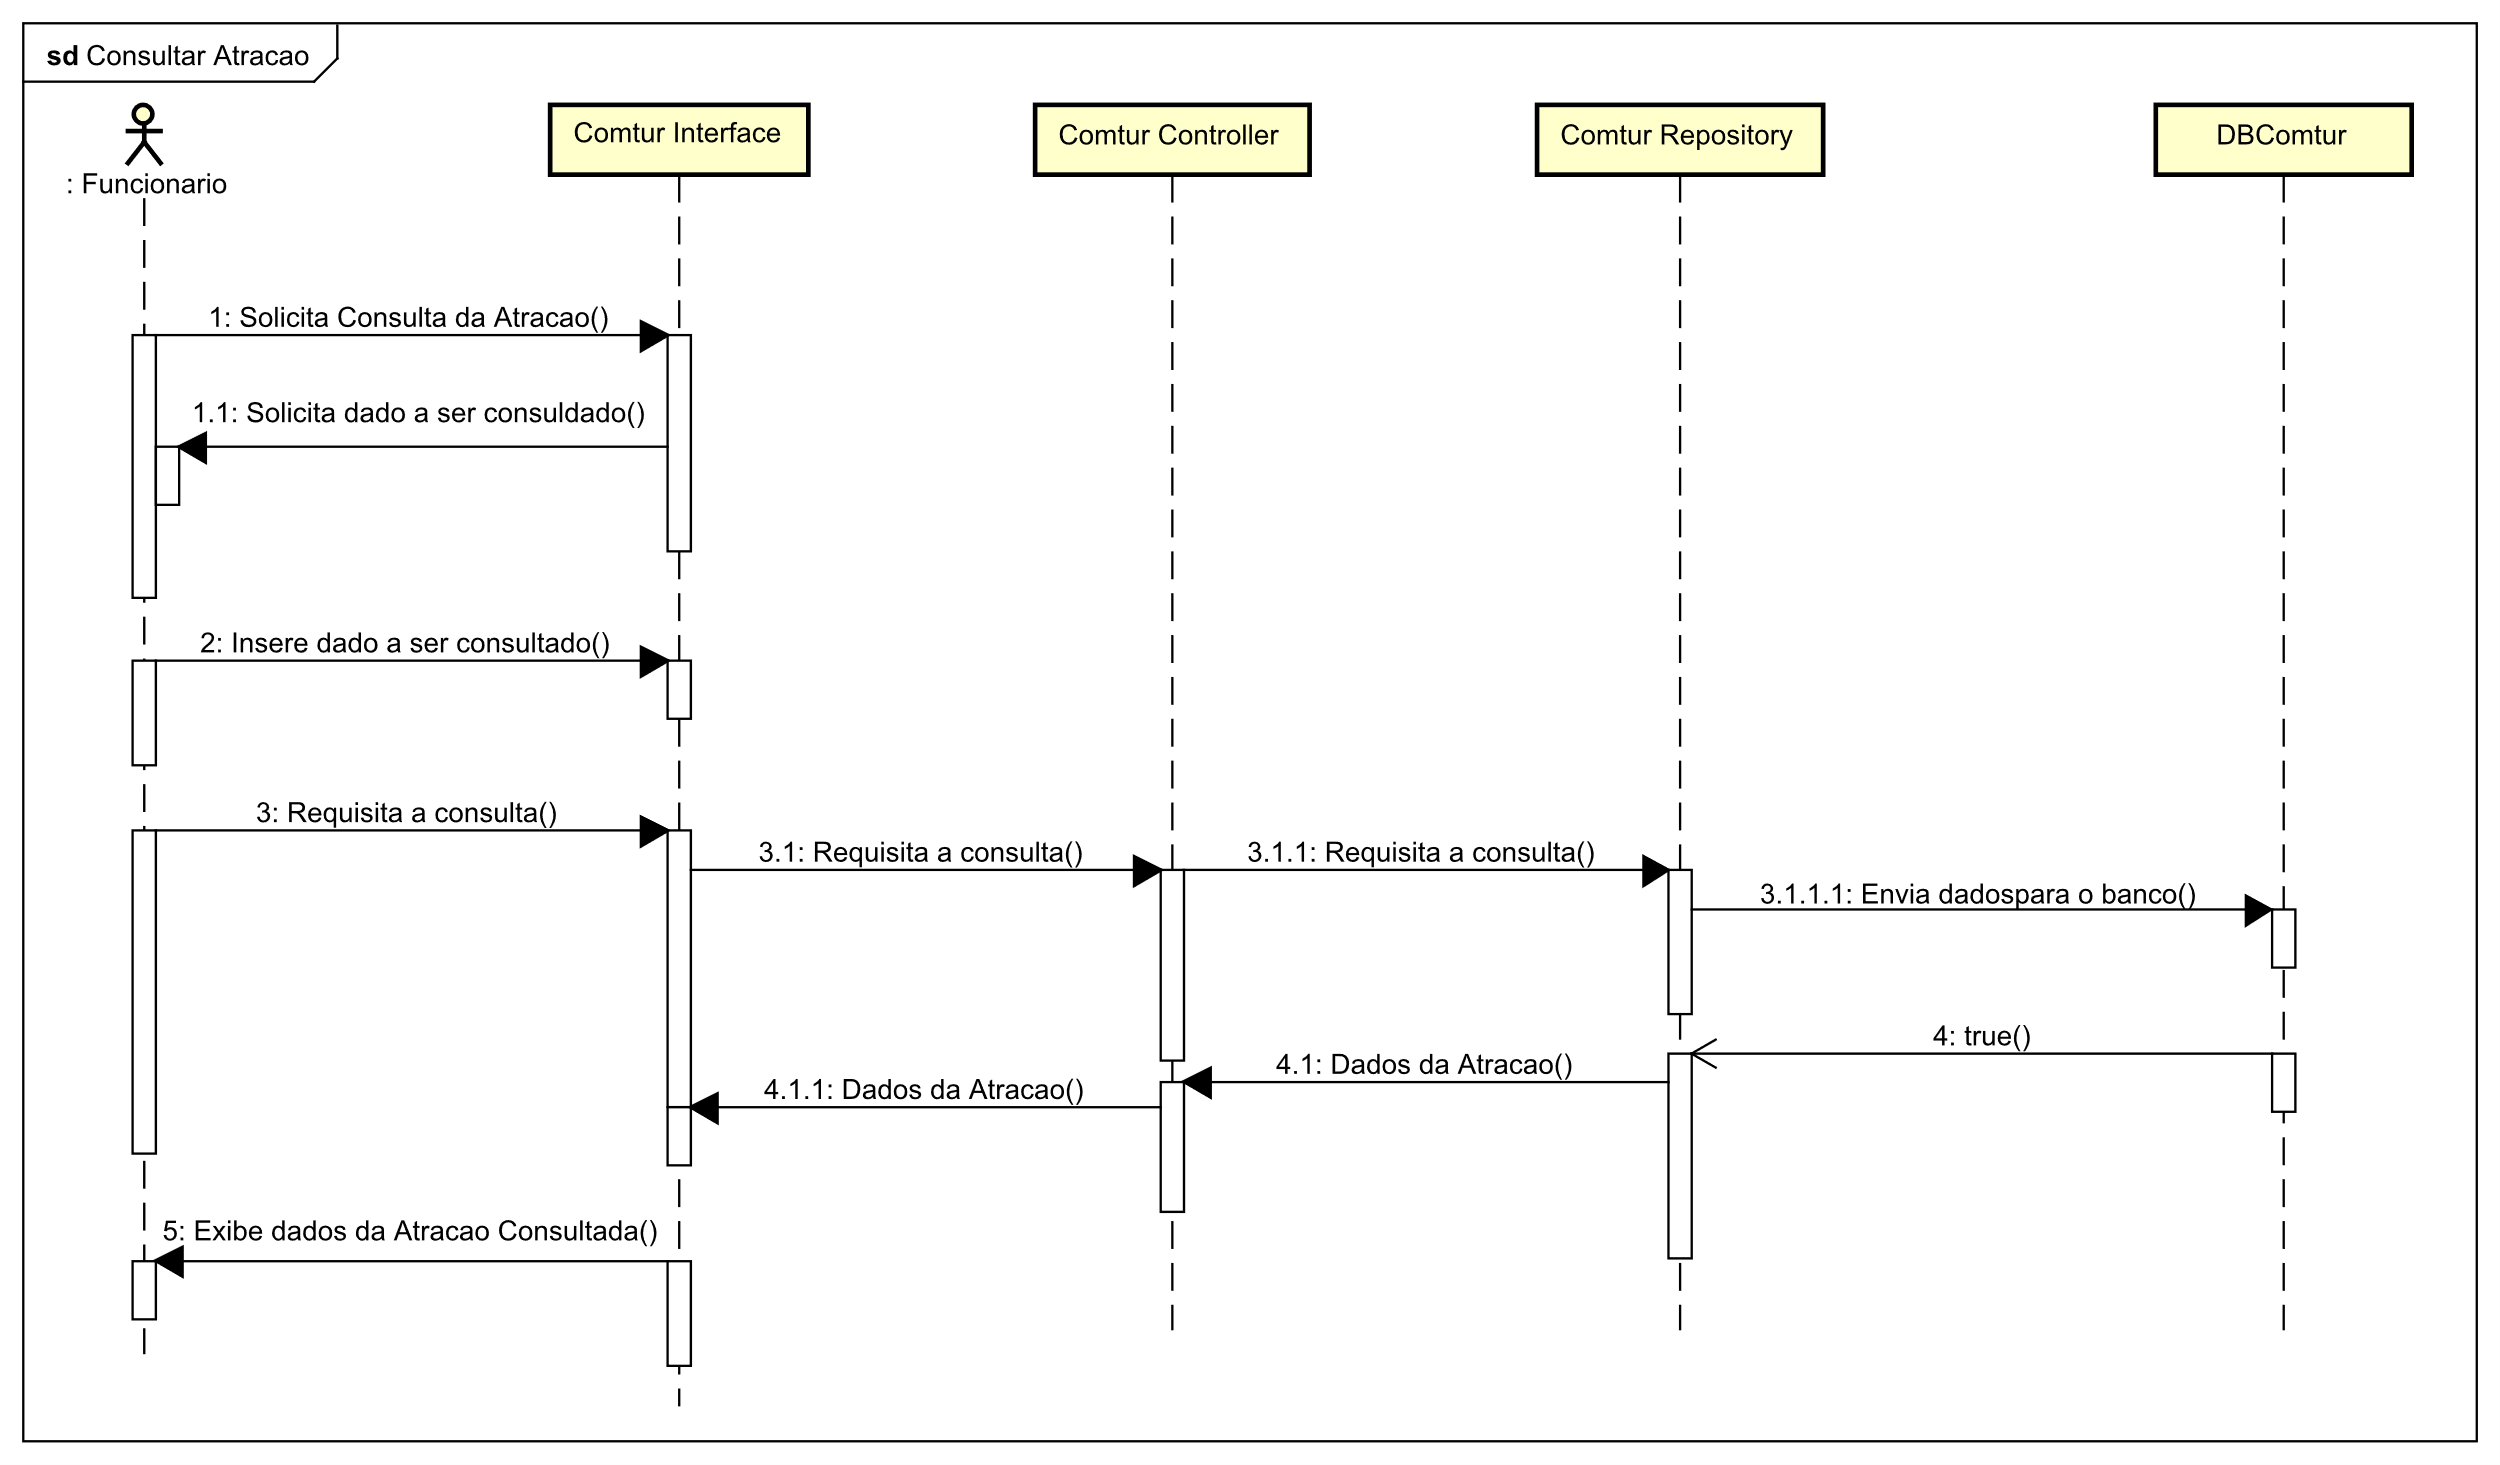 sd Consultar Atracao
: Funcionario
Comtur Interface
Comtur Controller
Comtur Repository
DBComtur
1: Solicita Consulta da Atracao()
1.1: Solicita dado a ser consuldado()
2: Insere dado a ser consultado()
3: Requisita a consulta()
3.1: Requisita a consulta()
3.1.1: Requisita a consulta()
3.1.1.1: Envia dadospara o banco()
4: true()
4.1: Dados da Atracao()
4.1.1: Dados da Atracao()
5: Exibe dados da Atracao Consultada()